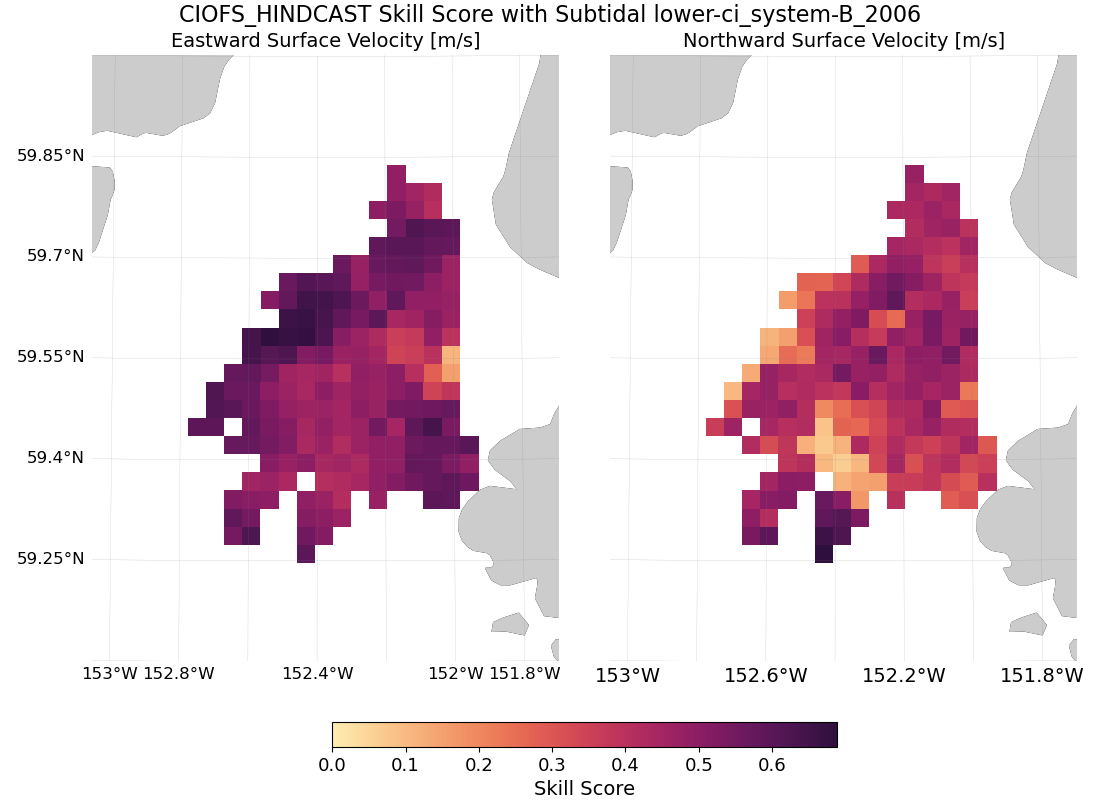 CIOFS_HINDCAST Skill Score with Subtidal lower-ci_system-B_2006
Eastward Surface Velocity [m/s]
Northward Surface Velocity [m/s]
59.85°N
59.7°N
59.55°N
59.4°N
59.25°N
153°W 152.8°W 152.4°W 152°W 151.8°W
153°W 152.6°W 152.2°W 151.8°W
0.0 0.1 0.2 0.3 0.4 0.5 0.6
Skill Score